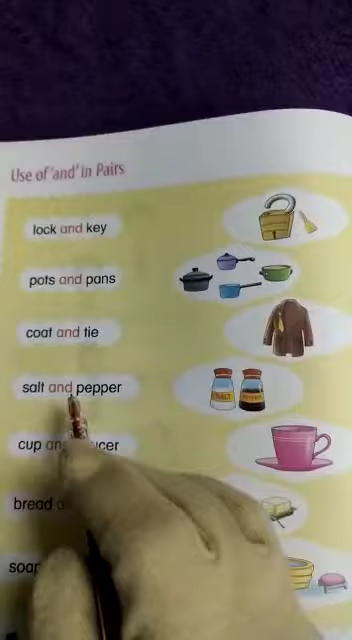 Use of 'and' in Pairs
lock and key
pots and pans
coat and tie
salt and pepper
SALT
cup
bread
soap